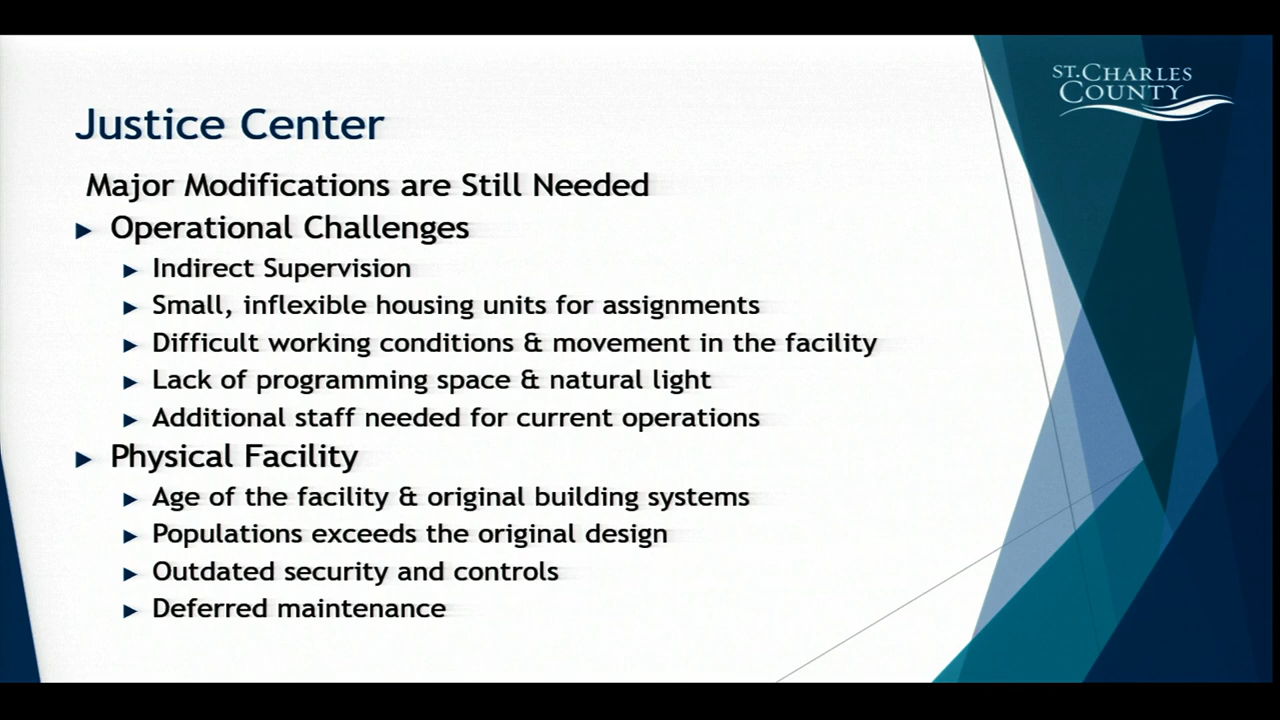 ST. CHARLES
COUNTY
Justice Center
Major Modifications are Still Needed
Operational Challenges
Indirect Supervision
Small, inflexible housing units for assignments
Difficult working conditions & movement in the facility
Lack of programming space & natural light
Additional staff needed for current operations
Physical Facility
Age of the facility & original building systems
Populations exceeds the original design
Outdated security and controls
Deferred maintenance